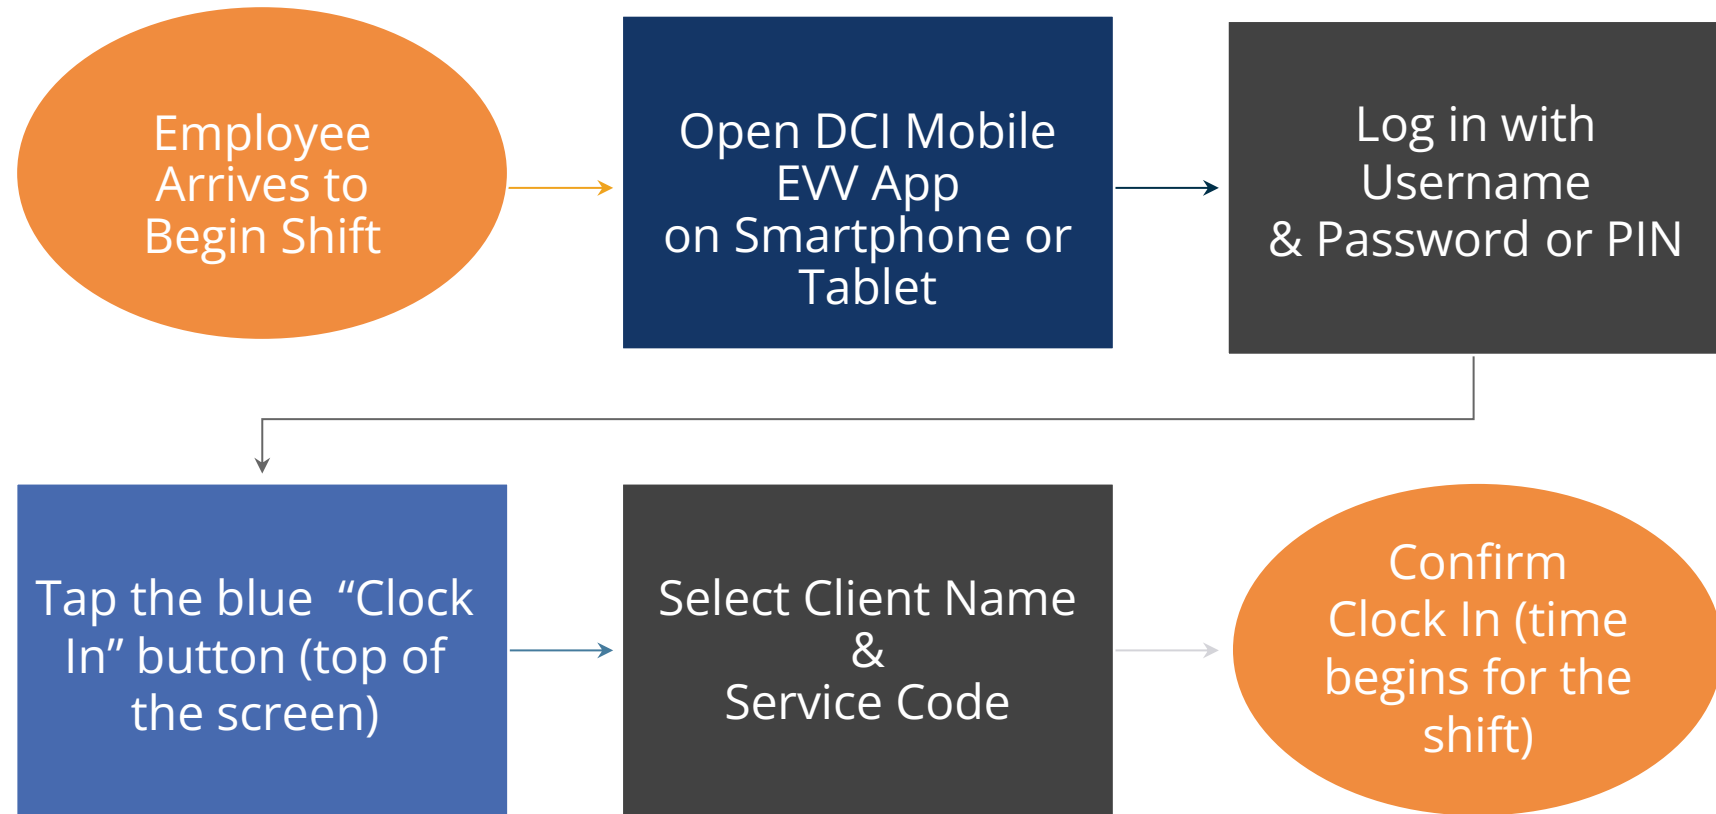 Employee
Arrives to
Begin Shift
Open DCI Mobile
EVV App
on Smartphone or
Tablet
Log in with
Username
& Password or PIN
Tap the blue  “Clock
In” button (top of
the screen)
Select Client Name
&
Service Code
Confirm
Clock In (time
begins for the
shift)